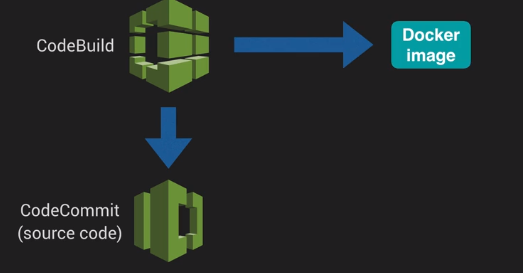 CodeBuild
Docker
image
CodeCommit
(source code)